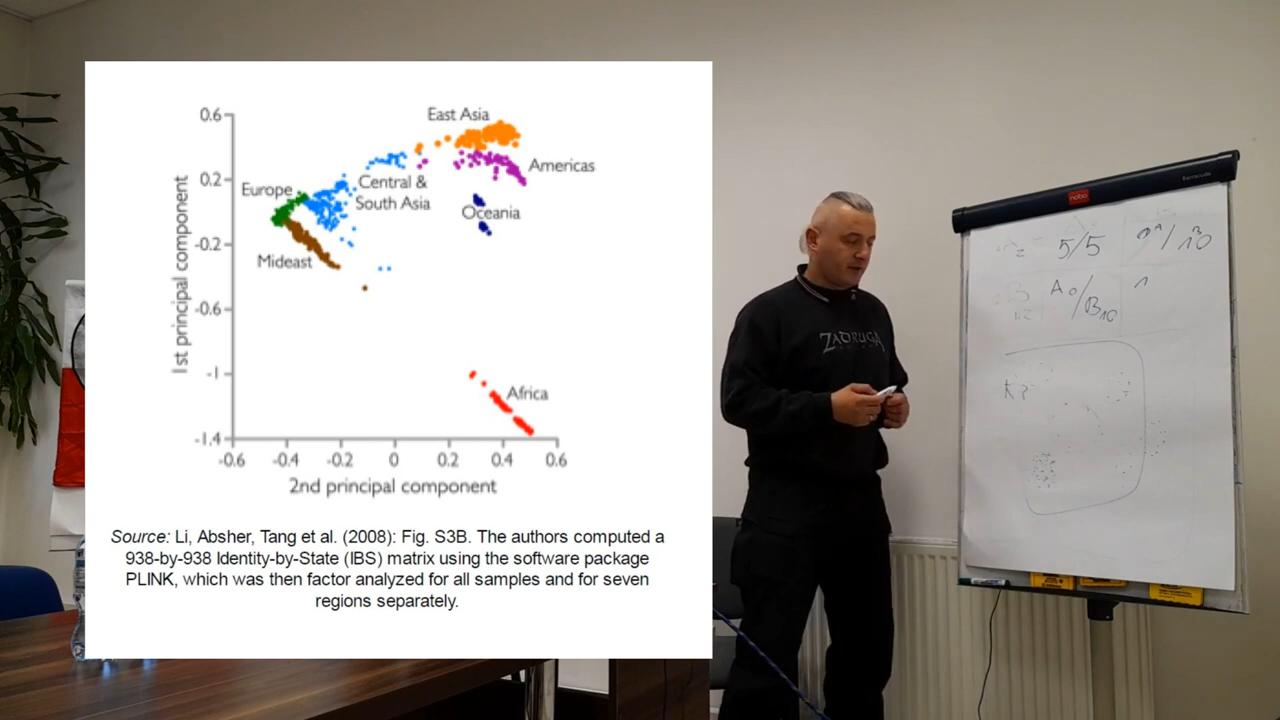 0.6
East Asia
0.2
Americas
Europe
Central &
South Asia
Oceania
-0.2
Mideast
-0.6
1st principal component
-1
Africa
-1.4
-0.6 -0.4 -0.2 0 0.2 0.4 0.6
2nd principal component
Source: Li, Absher, Tang et al. (2008): Fig. S3B. The authors computed a
938-by-938 Identity-by-State (IBS) matrix using the software package
PLINK, which was then factor analyzed for all samples and for seven
regions separately.
ZADRUGA
nobo
Barracuda
5/5
K?